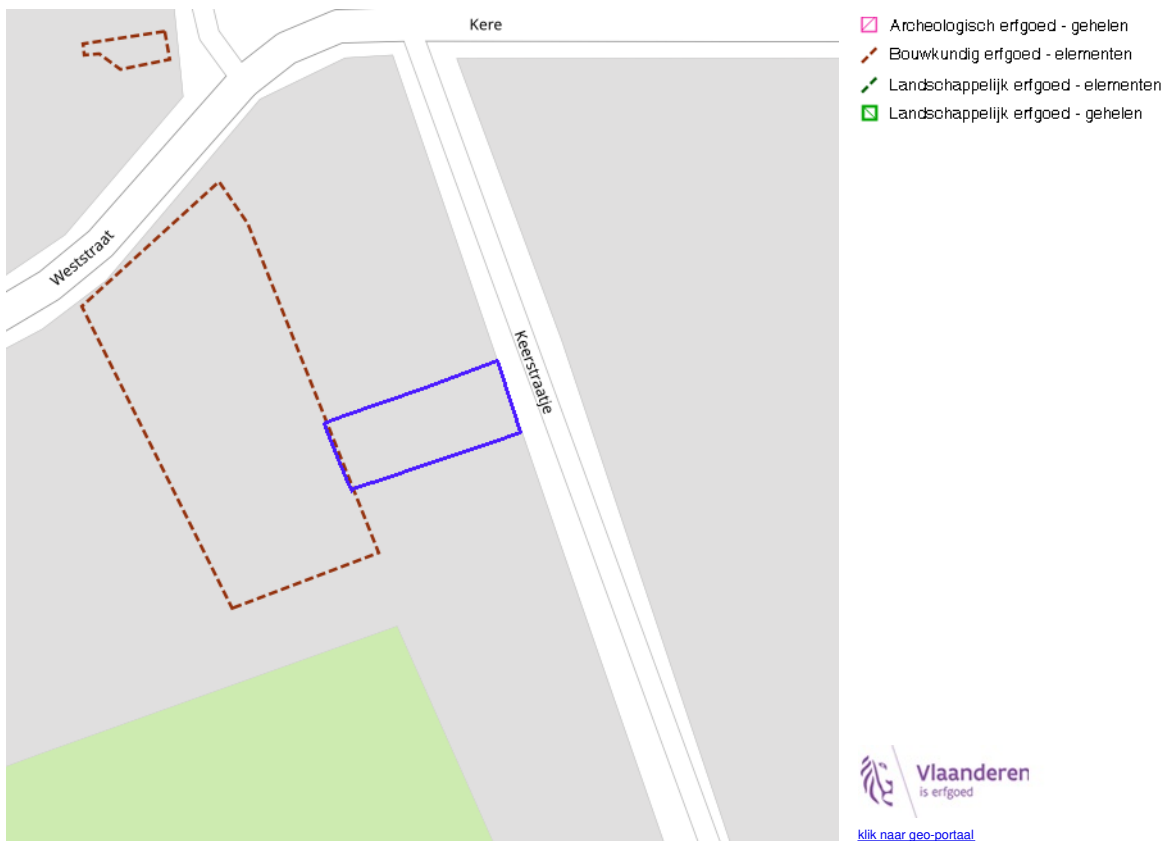 Kere
Weststraat
Keerstraatje
Archeologisch erfgoed - gehelen
Bouwkundig erfgoed - elementen
Landschappelijk erfgoed - elementen
Landschappelijk erfgoed - gehelen
Vlaanderen
is erfgoed
klik naar geo-portaal